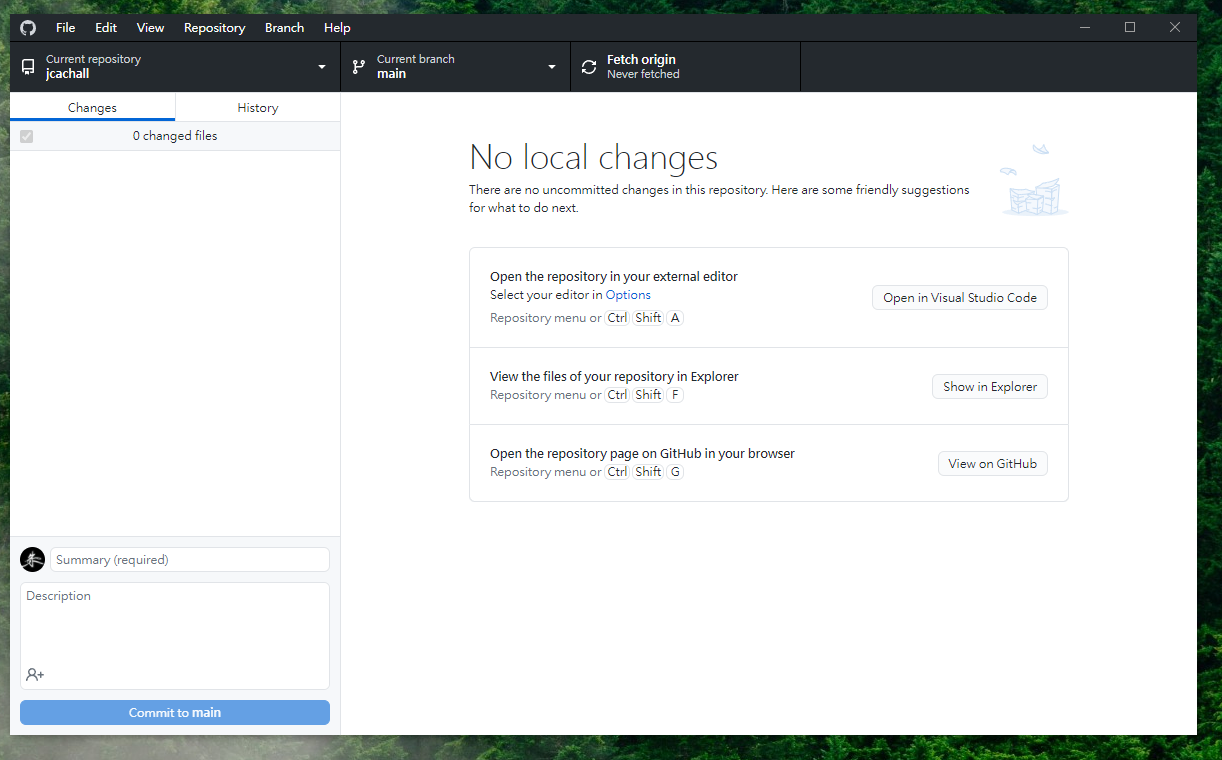 File Edit View Repository Branch Help
Current repository
jcachall
Current branch
main
Fetch origin
Never fetched
Changes
History
0 changed files
No local changes
There are no uncommitted changes in this repository. Here are some friendly suggestions
for what to do next.
Open the repository in your external editor
Select your editor in Options
Repository menu or Ctrl Shift A
Open in Visual Studio Code
View the files of your repository in Explorer
Repository menu or Ctrl Shift F
Show in Explorer
Open the repository page on GitHub in your browser
Repository menu or Ctrl Shift G
View on GitHub
Summary (required)
Description
Commit to main